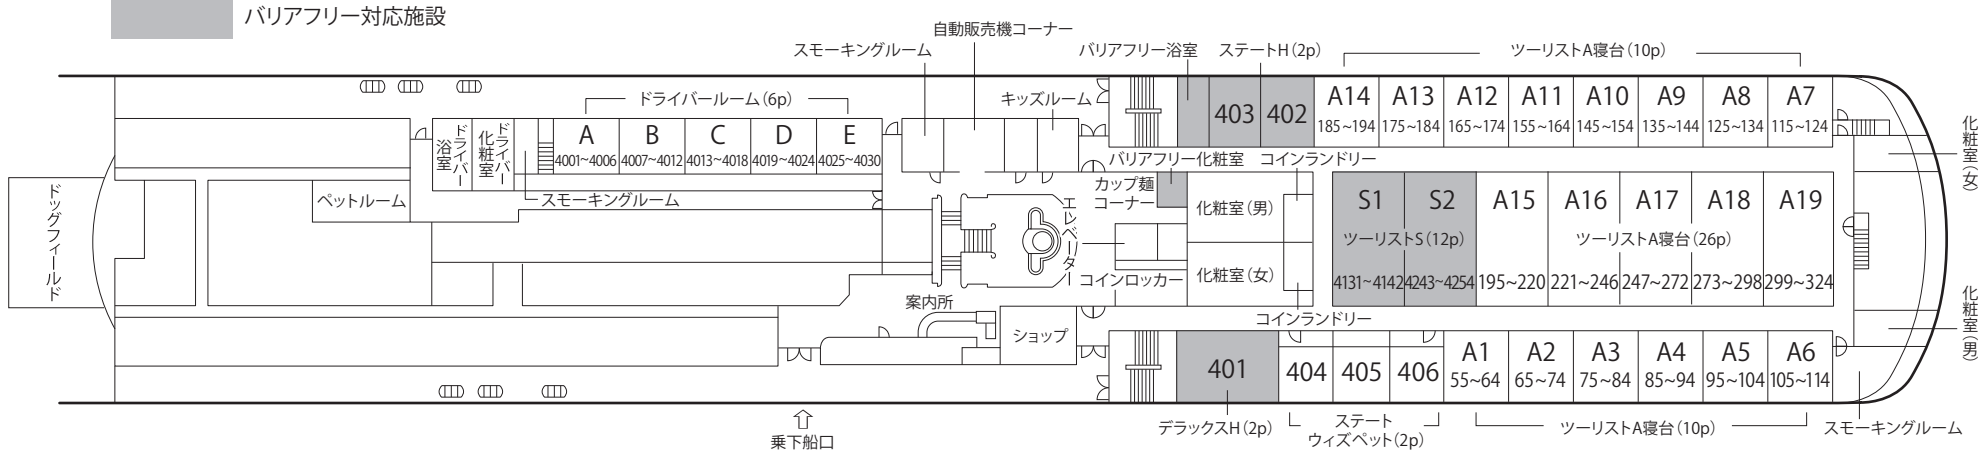 バリアフリー対応施設
自動販売機コーナー
スモーキングルーム
バリアフリー浴室
ステートH(2p)
ツーリストA寝台(10p)
ドライバールーム(6p)
キッズルーム
403
402
A14
185~194
A13
175~184
A12
165~174
A11
155~164
A10
145~154
A9
135~144
A8
125~134
A7
115~124
化粧室(女)
ドライバー
浴室
ドライバー
化粧室
A
4001~4006
B
4007~4012
C
4013~4018
D
4019~4024
E
4025~4030
バリアフリー化粧室
コインランドリー
ドッグフィールド
ペットルーム
スモーキングルーム
エレベーター
カップ麺
コーナー
化粧室(男)
S1
S2
ツーリストS(12p)
4131~4142
4243~4254
A15
A16
A17
A18
A19
ツーリストA寝台(26p)
195~220
221~246
247~272
273~298
299~324
コインロッカー
化粧室(女)
コインランドリー
案内所
ショップ
化粧室(男)
401
404
405
406
A1
55~64
A2
65~74
A3
75~84
A4
85~94
A5
95~104
A6
105~114
乗下船口
デラックスH(2p)
ステート
ウィズペット(2p)
ツーリストA寝台(10p)
スモーキングルーム